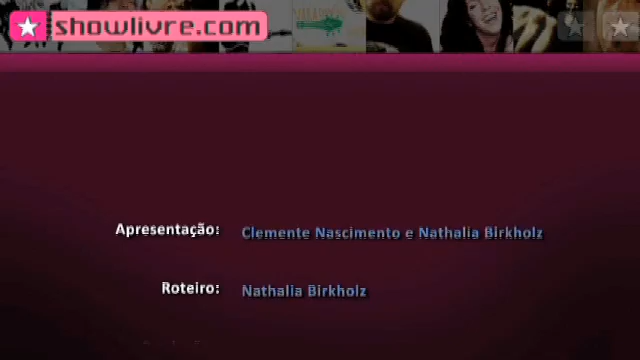 showlivre.com
Apresentação: Clemente Nascimento e Nathalia Birkholz
Roteiro: Nathalia Birkholz